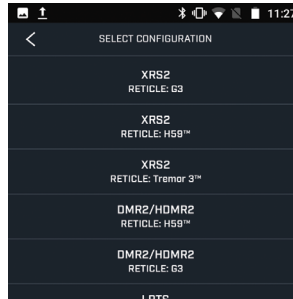 11:27
SELECT CONFIGURATION
XRS2
RETICLE: G3
XRS2
RETICLE: H59™
XRS2
RETICLE: Tremor 3™
DMR2/HDMR2
RETICLE: H59™
DMR2/HDMR2
RETICLE: G3